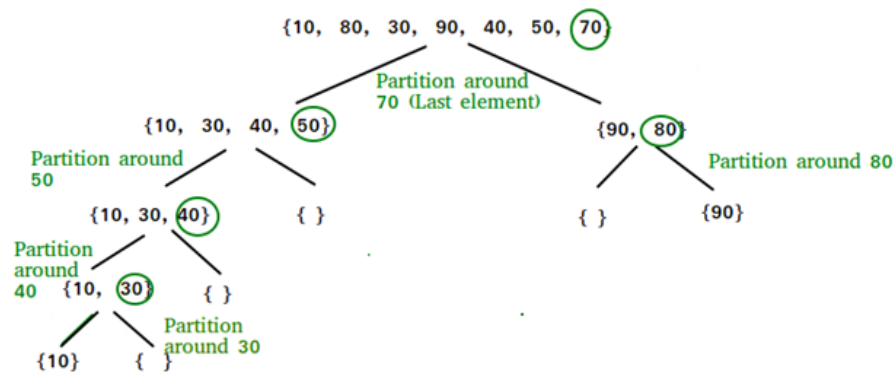 {10, 80, 30, 90, 40, 50, 70}
Partition around
70 (Last element)
{10, 30, 40, 50}
{90, 80}
Partition around
50
Partition around 80
{10, 30, 40}
{ }
{ }
{90}
Partition
around
40
{10, 30}
{ }
Partition
around 30
{10}
{ }